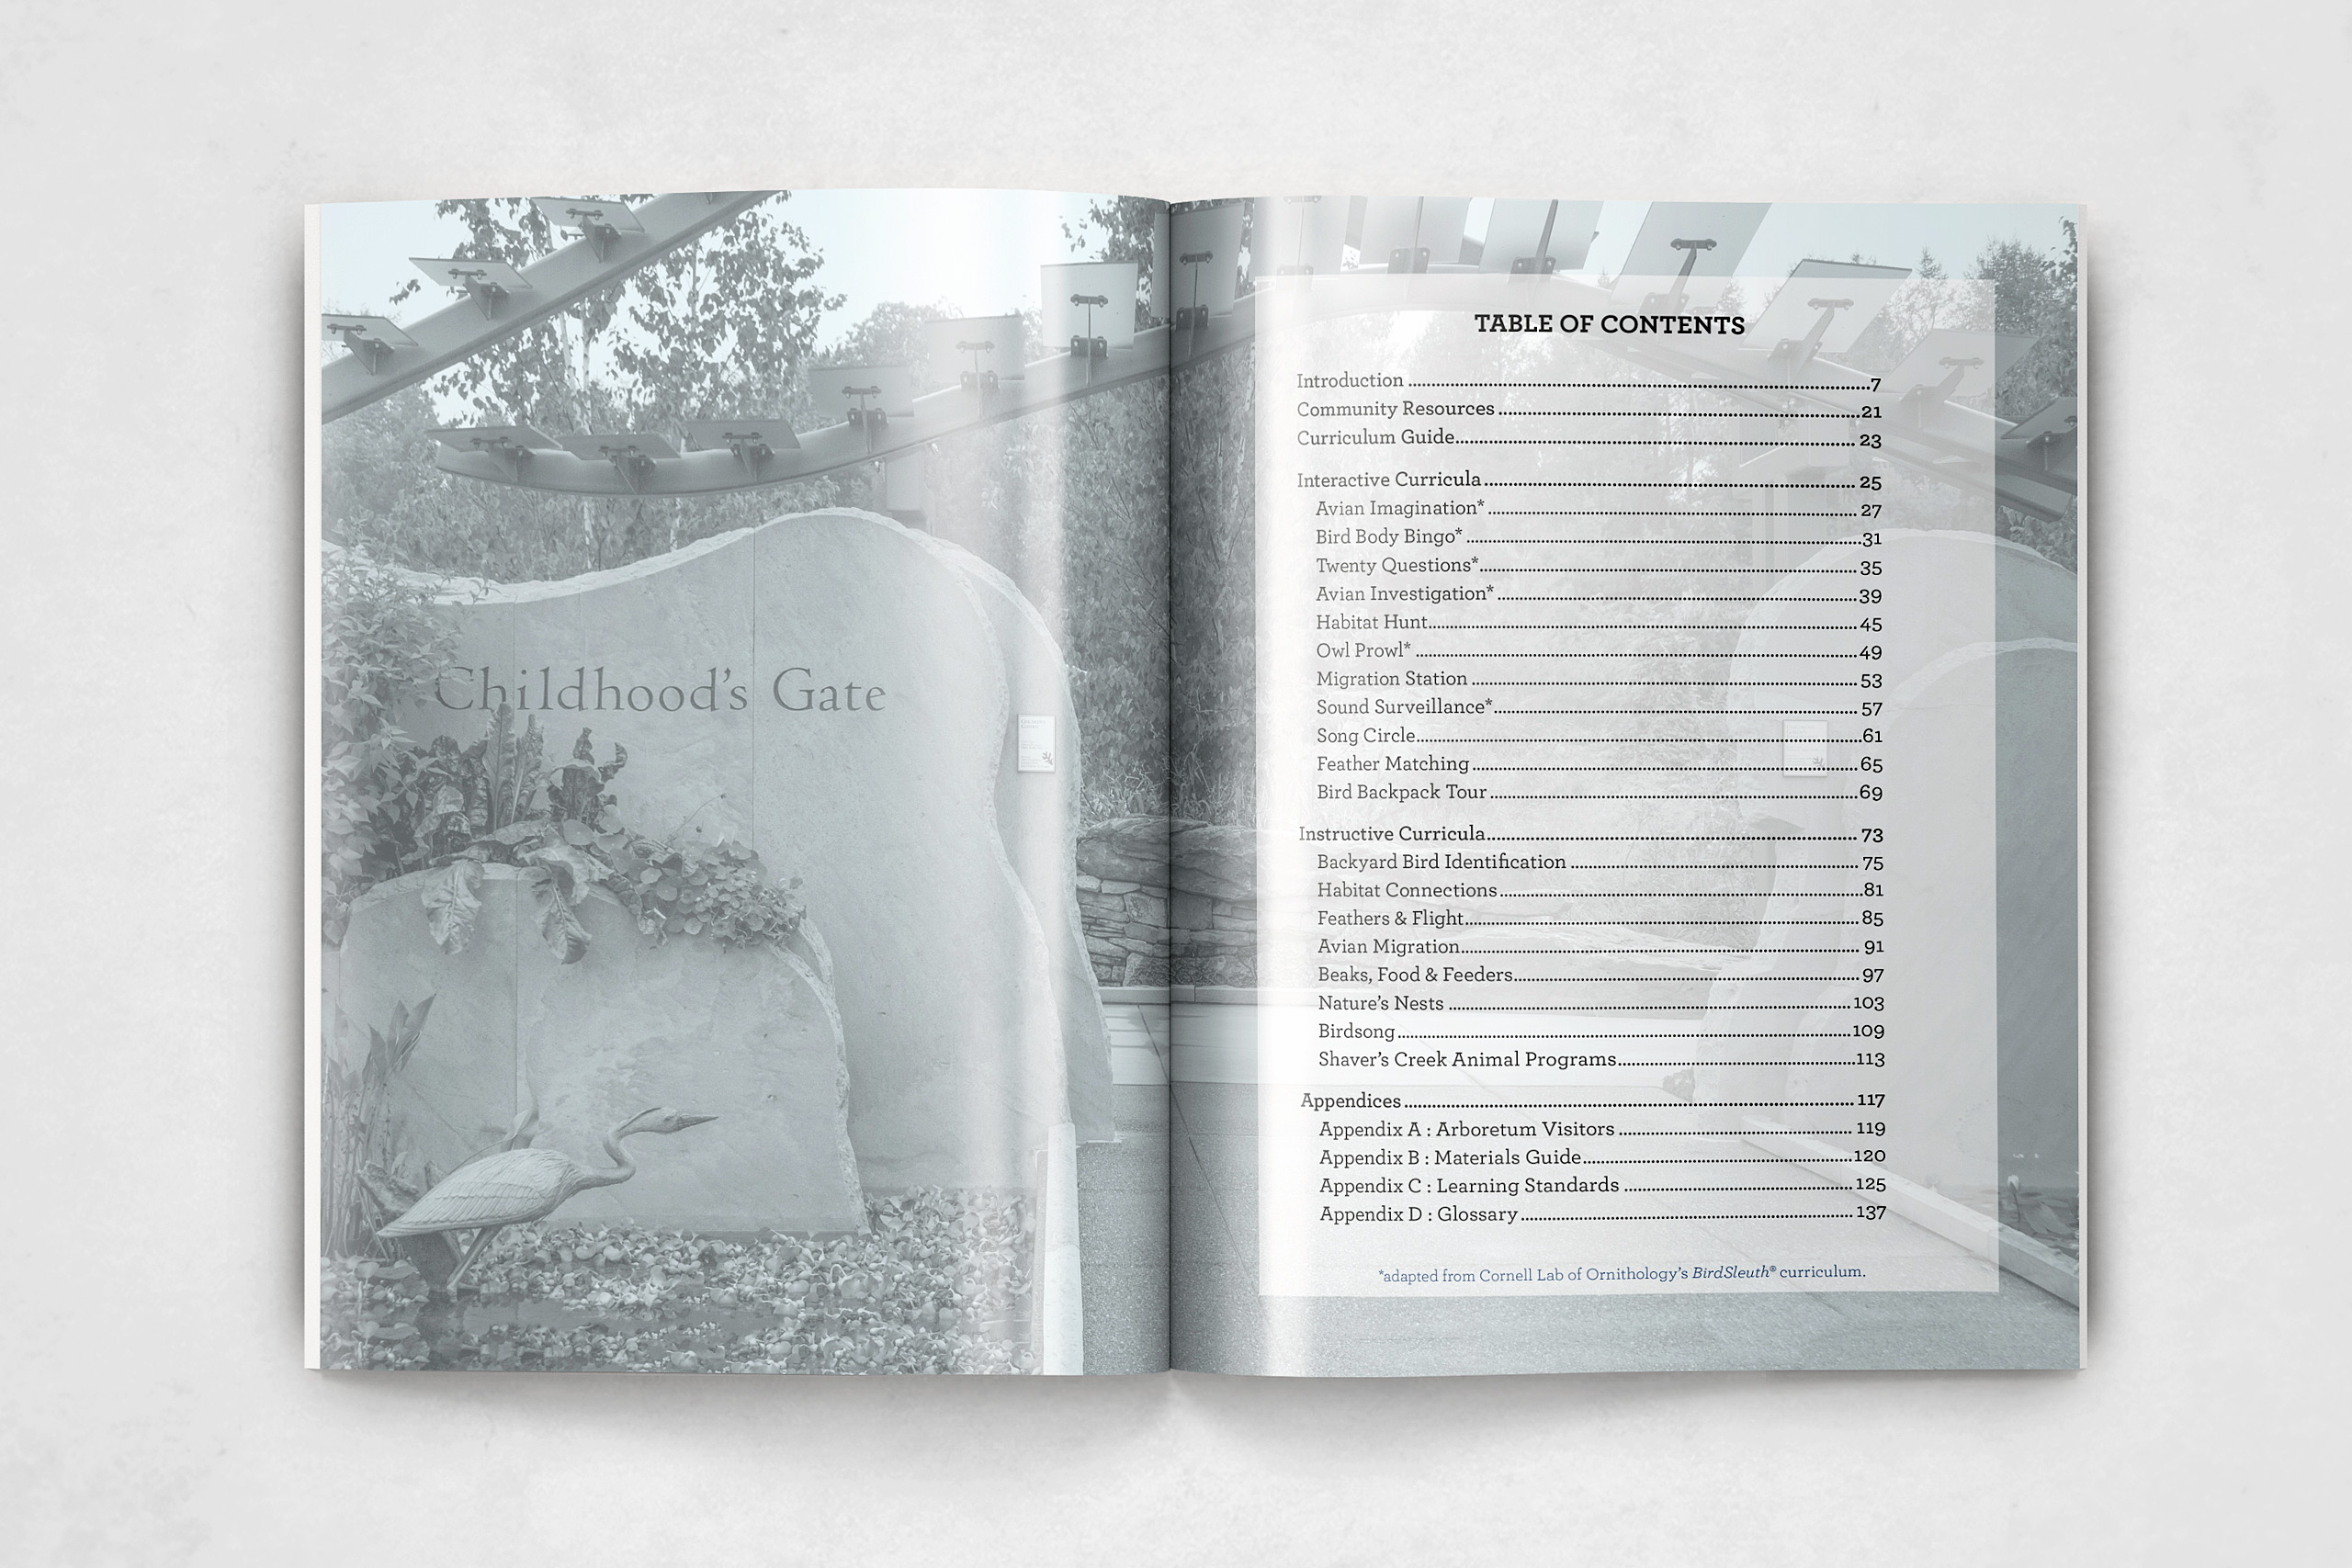 Childhood's Gate
TABLE OF CONTENTS
Introduction ........ 7
Community Resources ........ 21
Curriculum Guide ........ 23
Interactive Curricula ........ 25
Avian Imagination* ........ 27
Bird Body Bingo* ........ 31
Twenty Questions* ........ 35
Avian Investigation* ........ 39
Habitat Hunt ........ 45
Owl Prowl* ........ 49
Migration Station ........ 53
Sound Surveillance* ........ 57
Song Circle ........ 61
Feather Matching ........ 65
Bird Backpack Tour ........ 69
Instructive Curricula ........ 73
Backyard Bird Identification ........ 75
Habitat Connections ........ 81
Feathers & Flight ........ 85
Avian Migration ........ 91
Beaks, Food & Feeders ........ 97
Nature's Nests ........ 103
Birdsong ........ 109
Shaver's Creek Animal Programs ........ 113
Appendices ........ 117
Appendix A : Arboretum Visitors ........ 119
Appendix B : Materials Guide ........ 120
Appendix C : Learning Standards ........ 125
Appendix D : Glossary ........ 137
*adapted from Cornell Lab of Ornithology's BirdSleuth® curriculum.